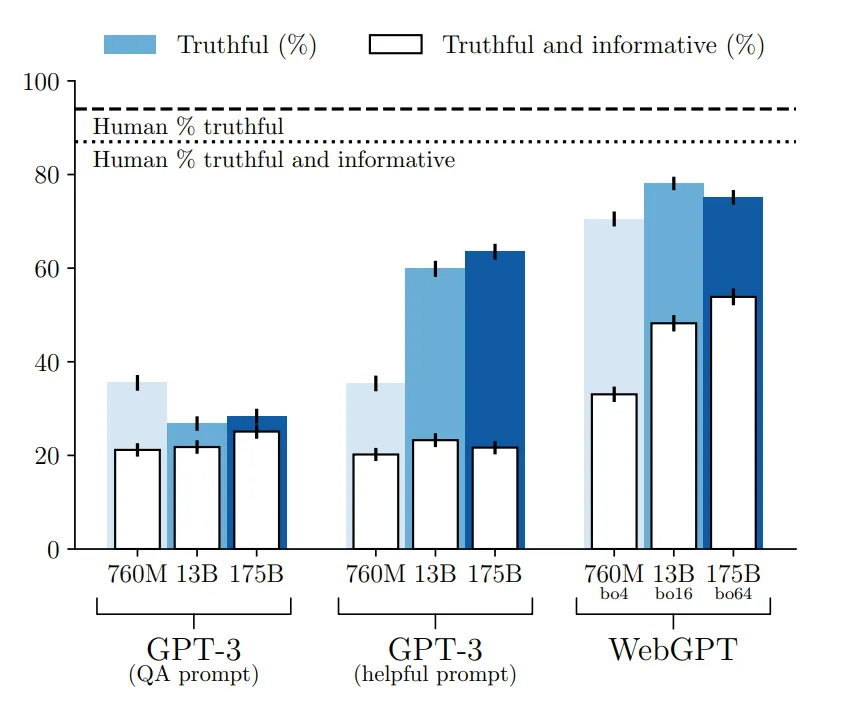 Truthful (%) Truthful and informative (%)
100
Human % truthful
Human % truthful and informative
80
60
40
20
0
760M 13B 175B 760M 13B 175B 760M 13B 175B
bo4 bo16 bo64
GPT-3 GPT-3 WebGPT
(QA prompt) (helpful prompt)